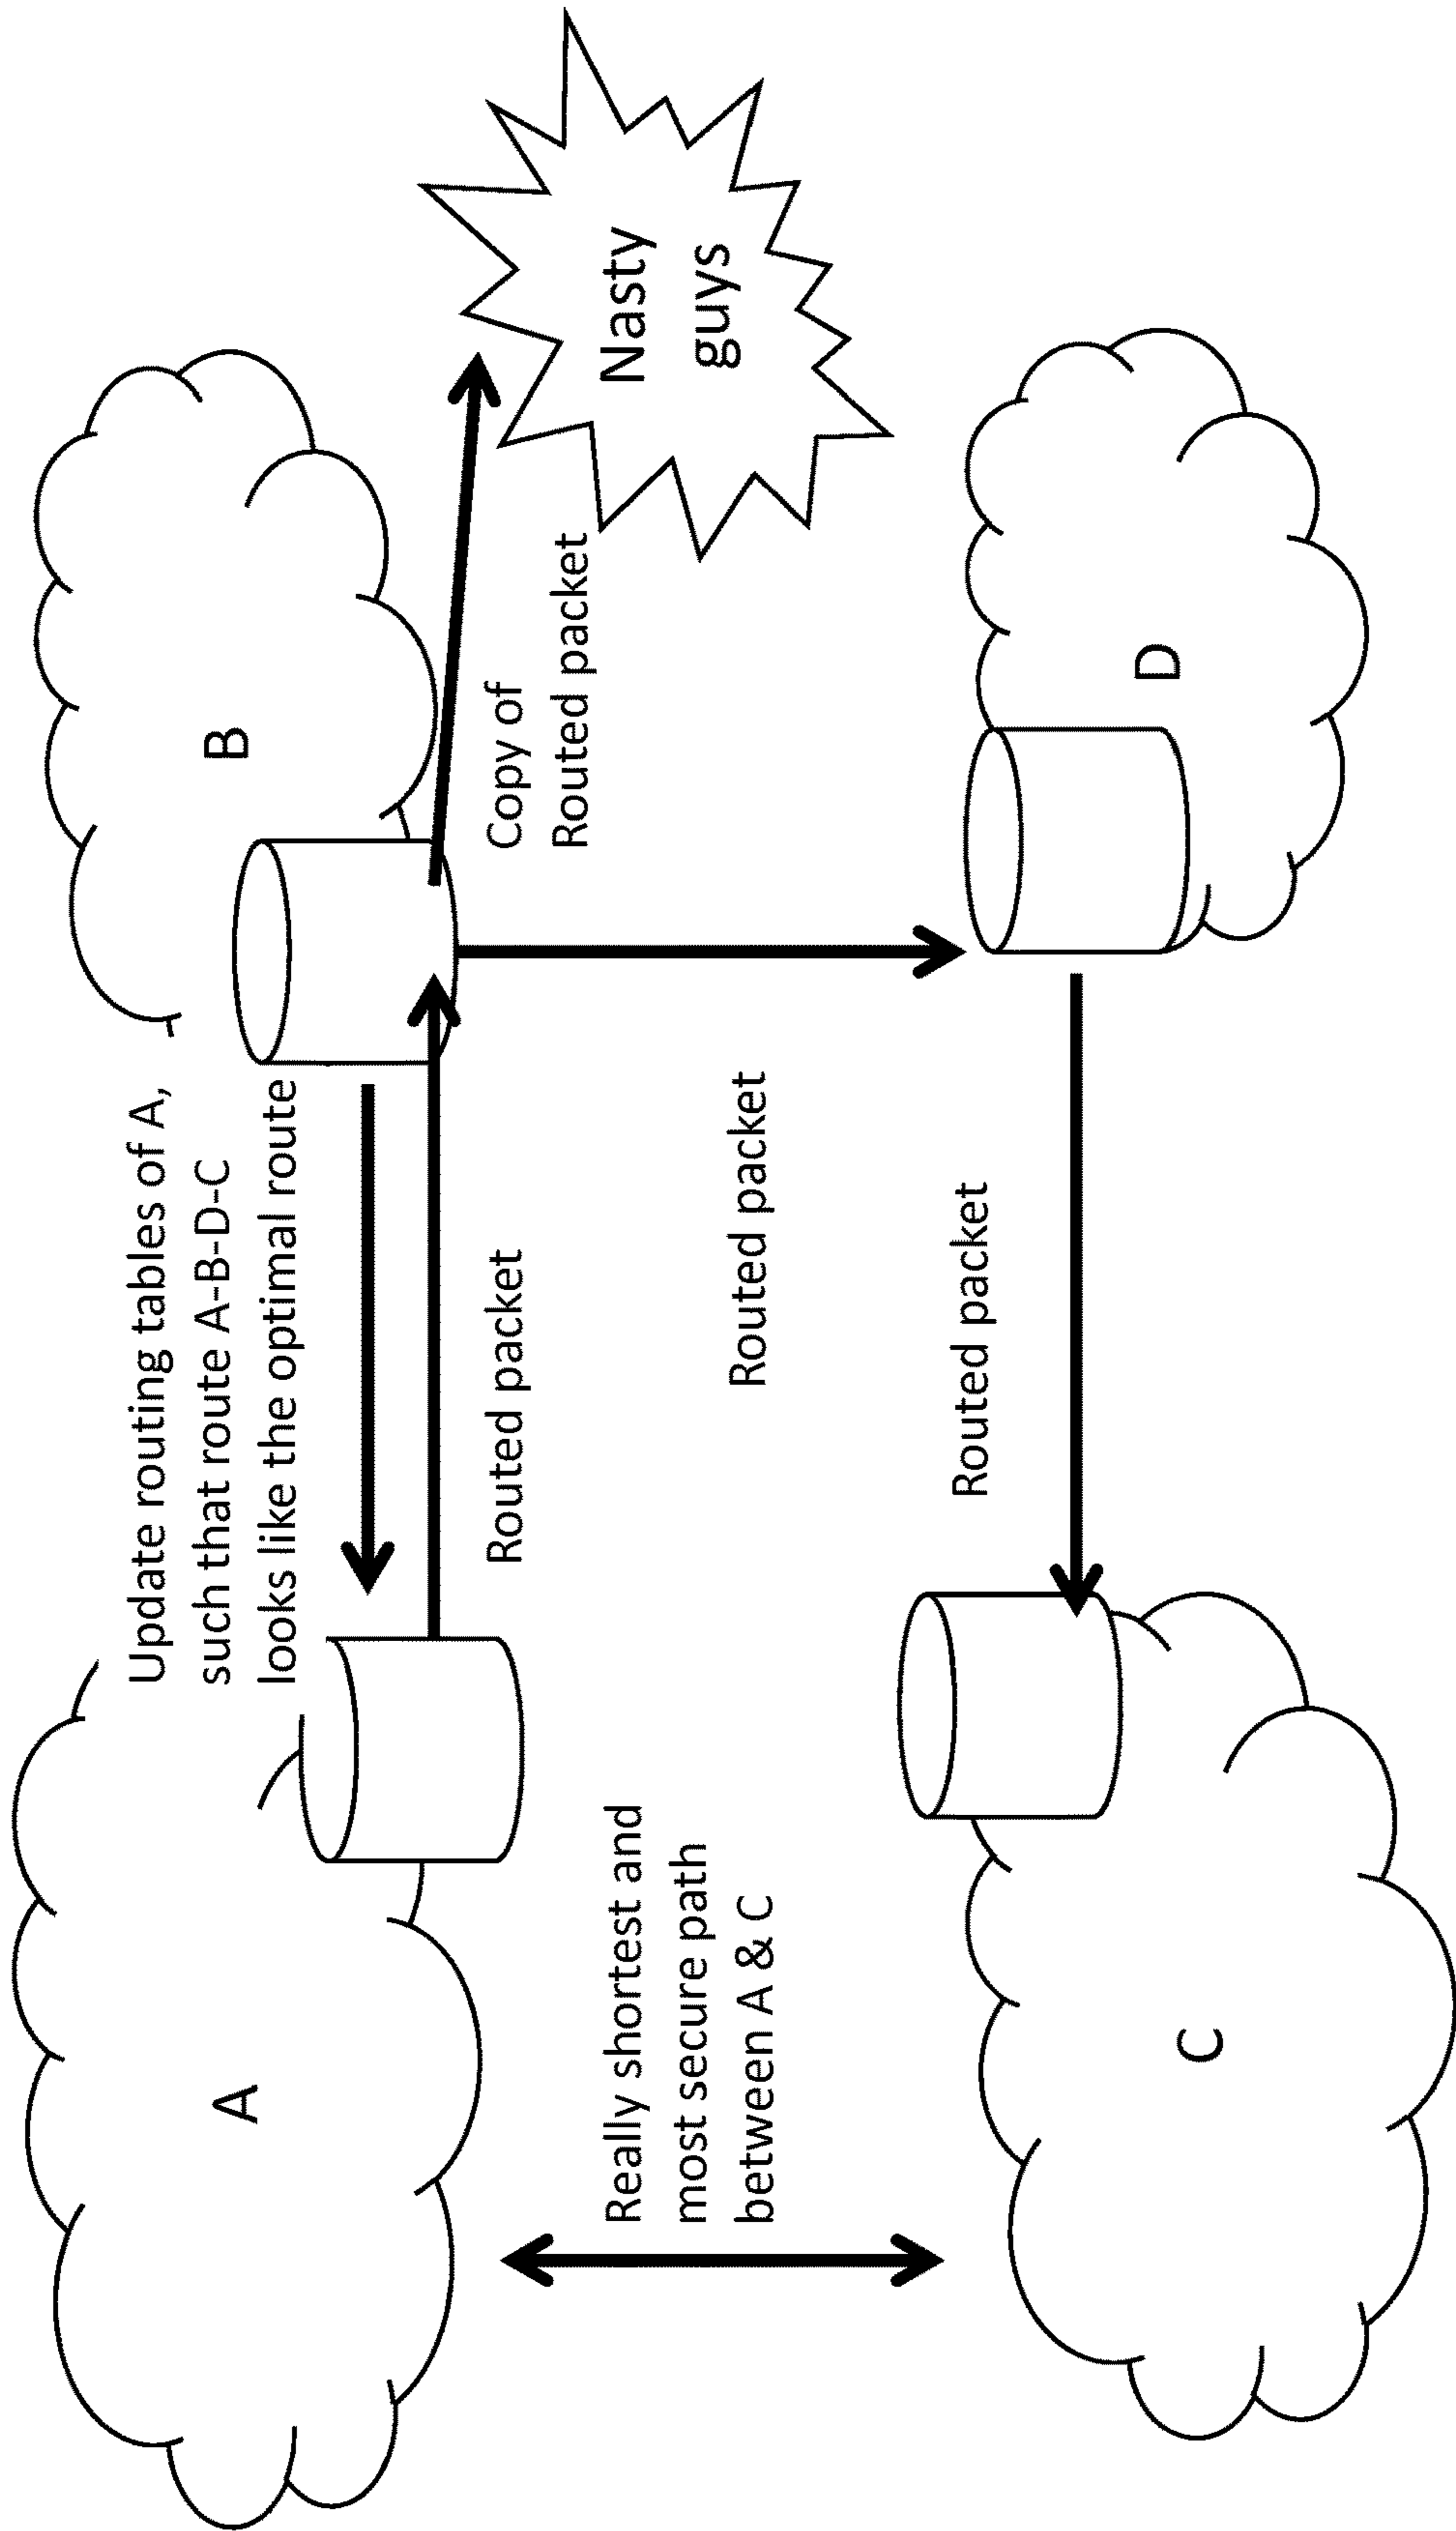 Update routing tables of A,
such that route A-B-D-C
looks like the optimal route
A
B
Routed packet
Copy of
Routed packet
Nasty
guys
Really shortest and
most secure path
between A & C
Routed packet
Routed packet
C
D